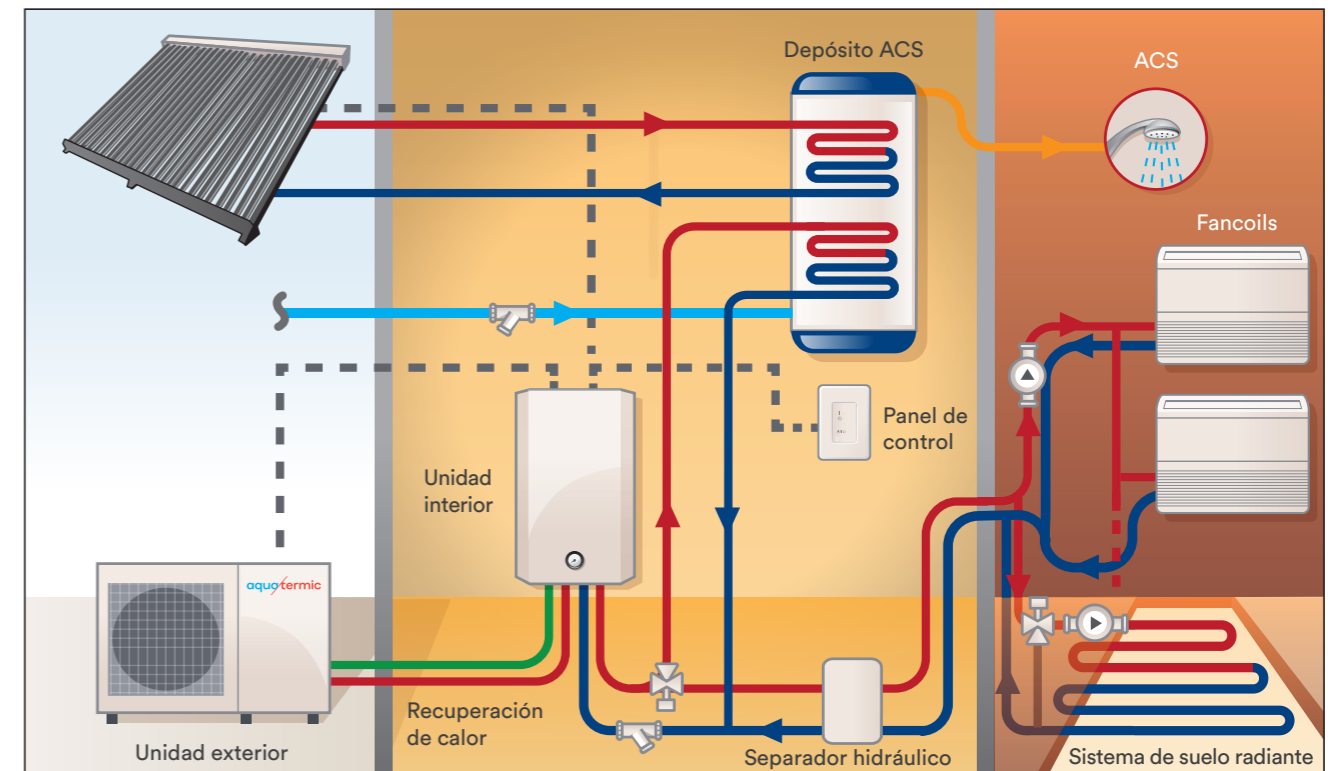 Depósito ACS
ACS
Fancoils
Panel de
control
Unidad
interior
aquatermic
Recuperación
de calor
Unidad exterior
Separador hidráulico
Sistema de suelo radiante